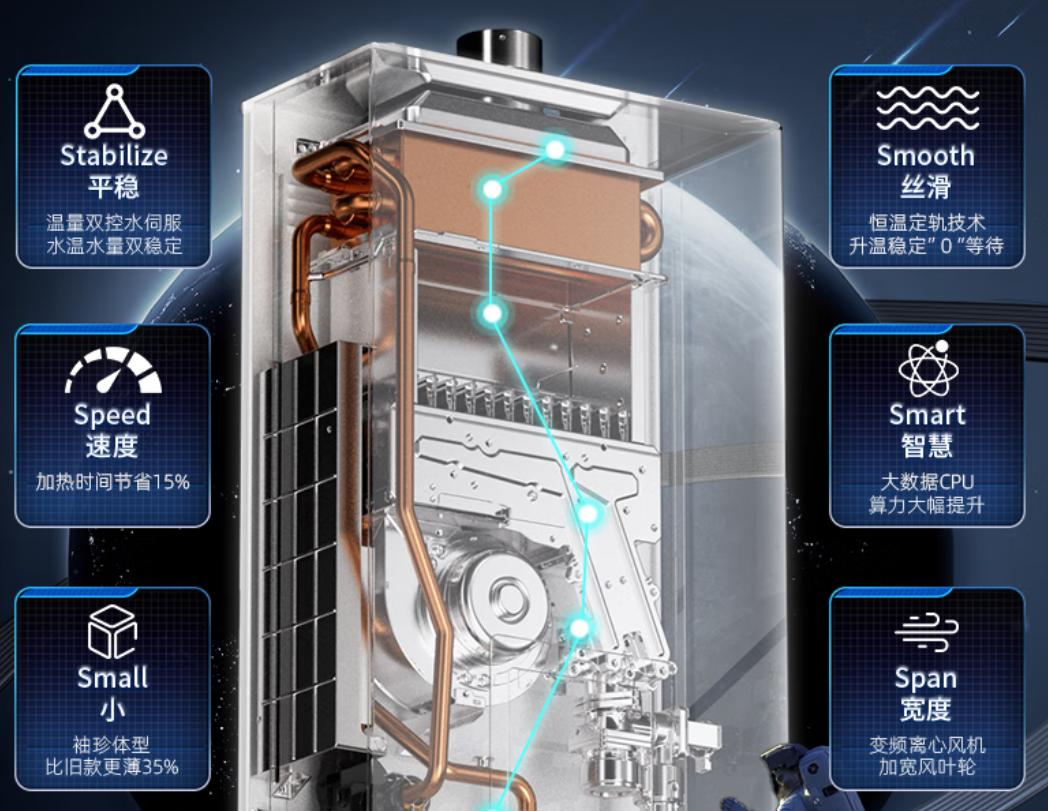 Stabilize
平稳
温量双控水伺服
水温水量双稳定
Smooth
丝滑
恒温定轨技术
升温稳定"0"等待
Speed
速度
加热时间节省15%
Smart
智慧
大数据CPU
算力大幅提升
Small
小
袖珍体型
比旧款更薄35%
Span
宽度
变频离心风机
加宽风叶轮